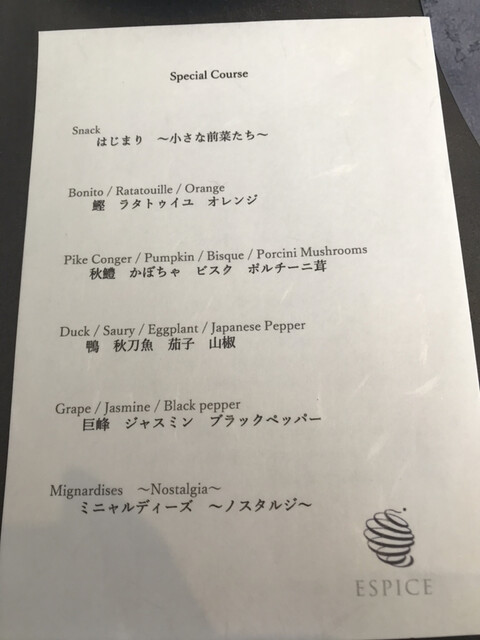 Special Course
Snack
はじまり ～小さな前菜たち～
Bonito / Ratatouille / Orange
鰹 ラタトゥイユ オレンジ
Pike Conger / Pumpkin / Bisque / Porcini Mushrooms
秋鱧 かぼちゃ ビスク ポルチーニ茸
Duck / Saury / Eggplant / Japanese Pepper
鴨 秋刀魚 茄子 山椒
Grape / Jasmine / Black pepper
巨峰 ジャスミン ブラックペッパー
Mignardises ～Nostalgia～
ミニャルディーズ ～ノスタルジ～
ESPICE